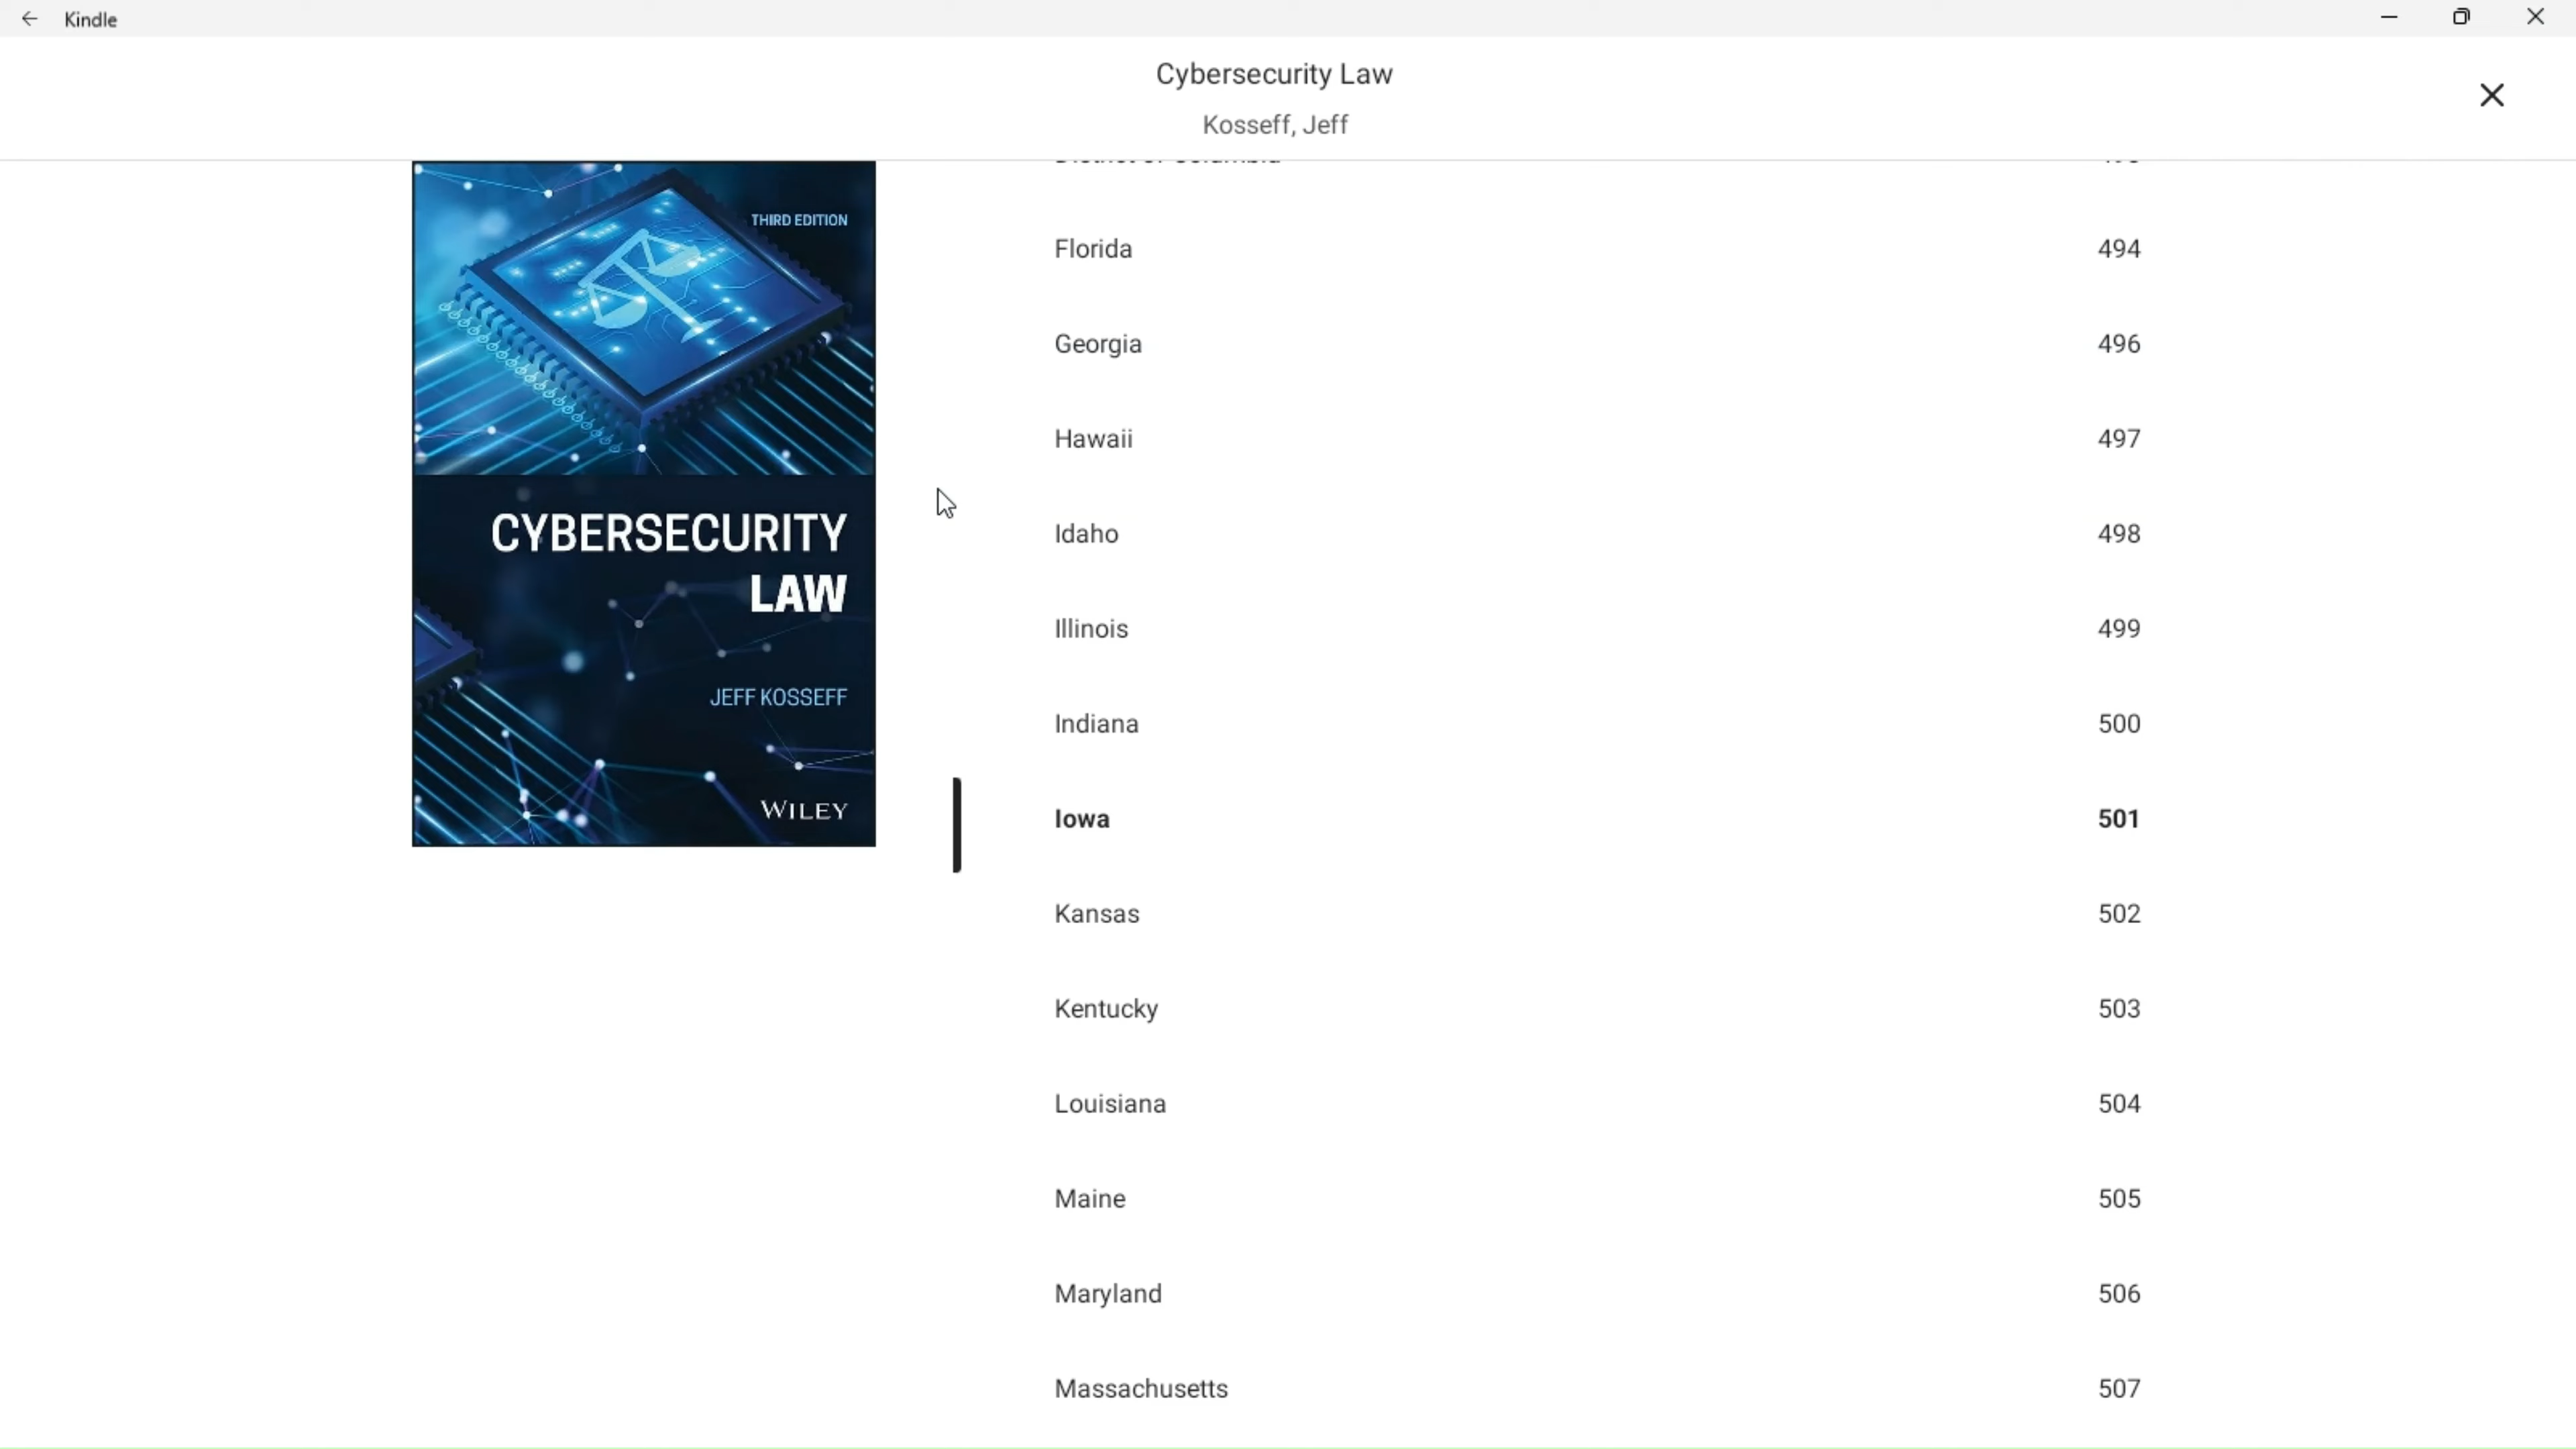 Kindle
Cybersecurity Law
Kosseff, Jeff
THIRD EDITION
CYBERSECURITY
LAW
JEFF KOSSEFF
WILEY
Florida 494
Georgia 496
Hawaii 497
Idaho 498
Illinois 499
Indiana 500
Iowa 501
Kansas 502
Kentucky 503
Louisiana 504
Maine 505
Maryland 506
Massachusetts 507